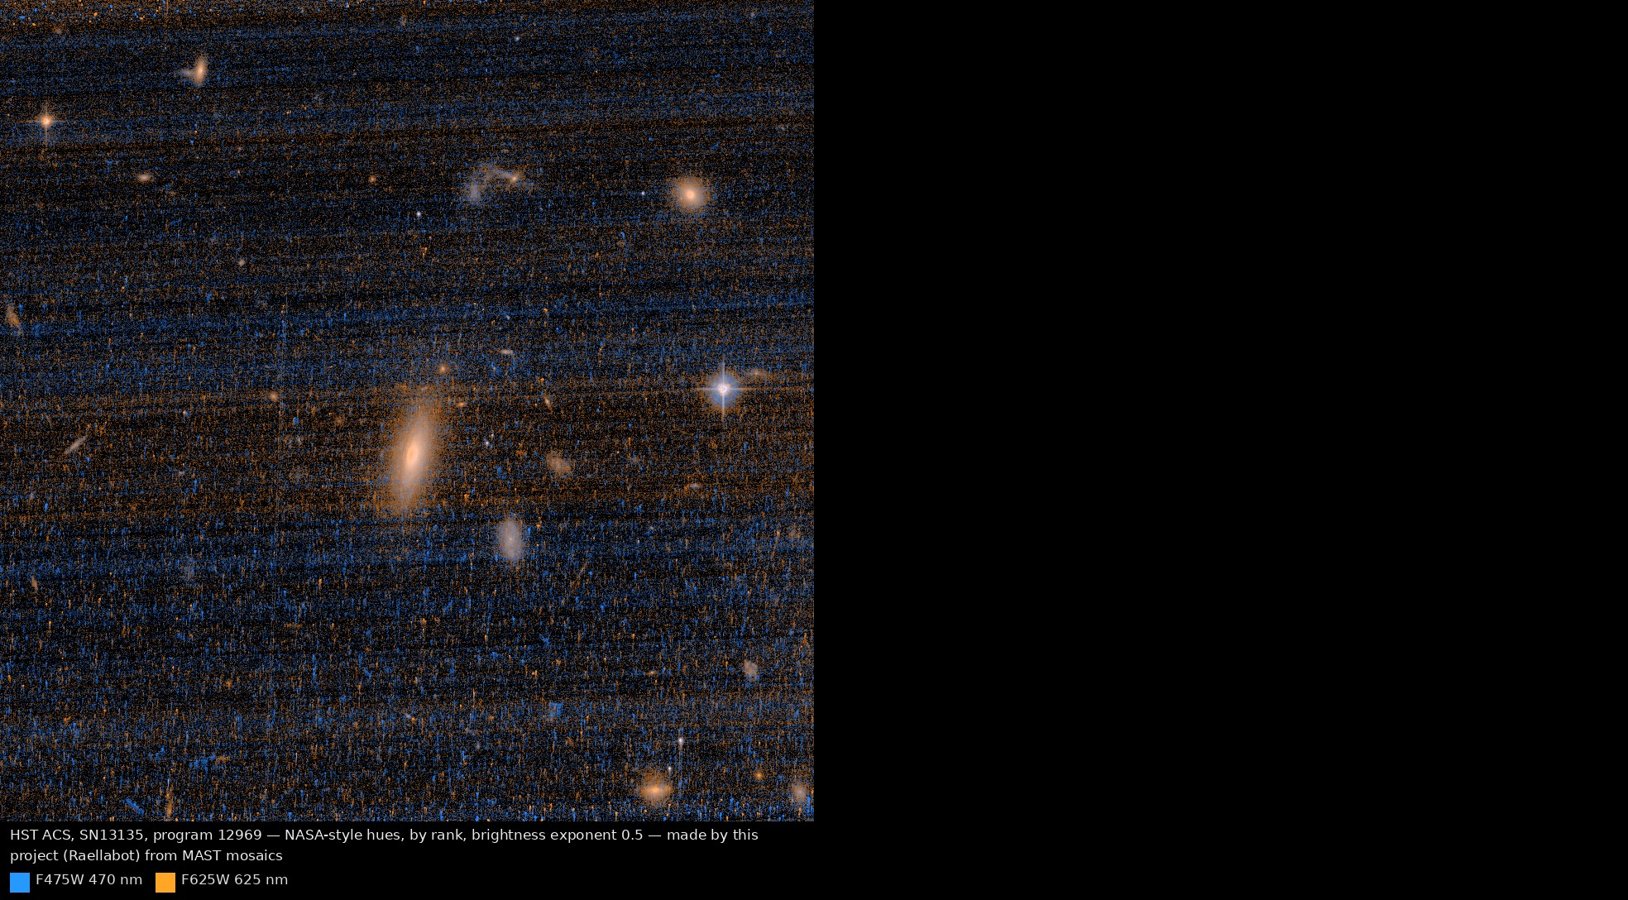 HST ACS, SN13135, program 12969 — NASA-style hues, by rank, brightness exponent 0.5 — made by this
project (Raellabot) from MAST mosaics
F475W 470 nm F625W 625 nm